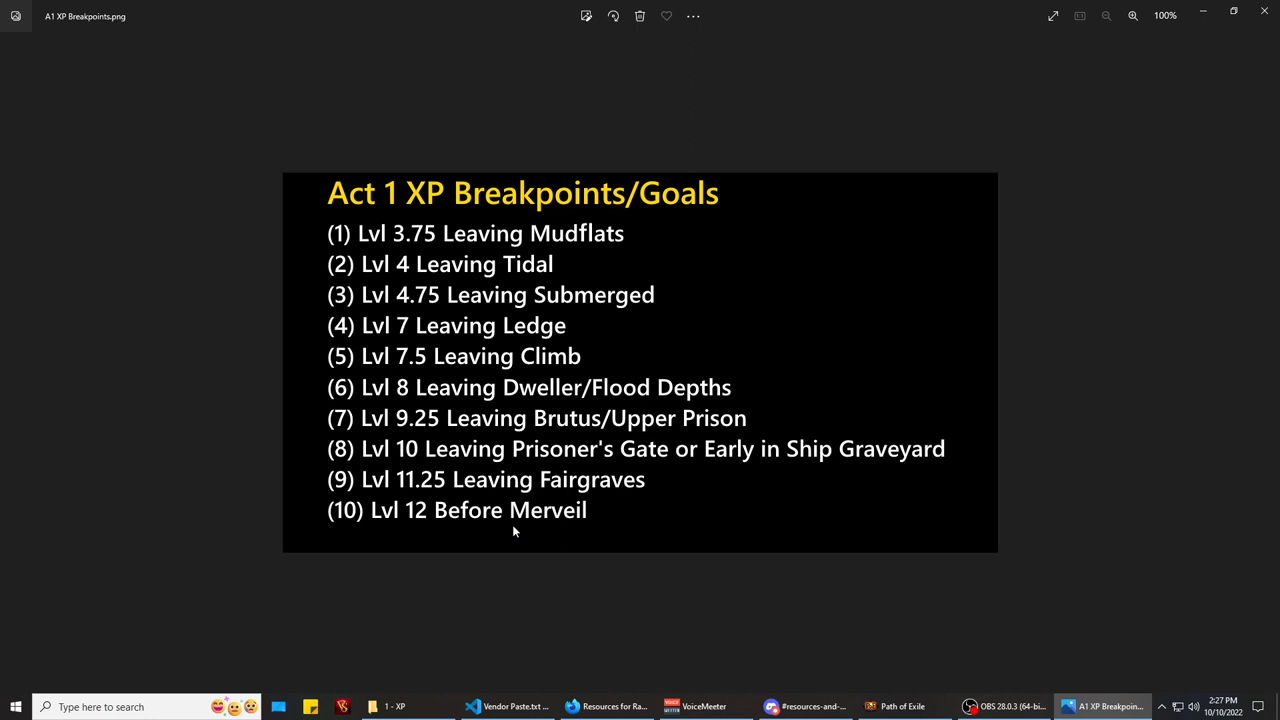 A1 XP Breakpoints.png
100%
Act 1 XP Breakpoints/Goals
(1) Lvl 3.75 Leaving Mudflats
(2) Lvl 4 Leaving Tidal
(3) Lvl 4.75 Leaving Submerged
(4) Lvl 7 Leaving Ledge
(5) Lvl 7.5 Leaving Climb
(6) Lvl 8 Leaving Dweller/Flood Depths
(7) Lvl 9.25 Leaving Brutus/Upper Prison
(8) Lvl 10 Leaving Prisoner's Gate or Early in Ship Graveyard
(9) Lvl 11.25 Leaving Fairgraves
(10) Lvl 12 Before Merveil
Type here to search
1 - XP
Vendor Paste.txt ...
Resources for Ra...
VoiceMeeter
#resources-and-...
Path of Exile
OBS 28.0.3 (64-bi...
A1 XP Breakpoin...
2:27 PM
10/10/2022